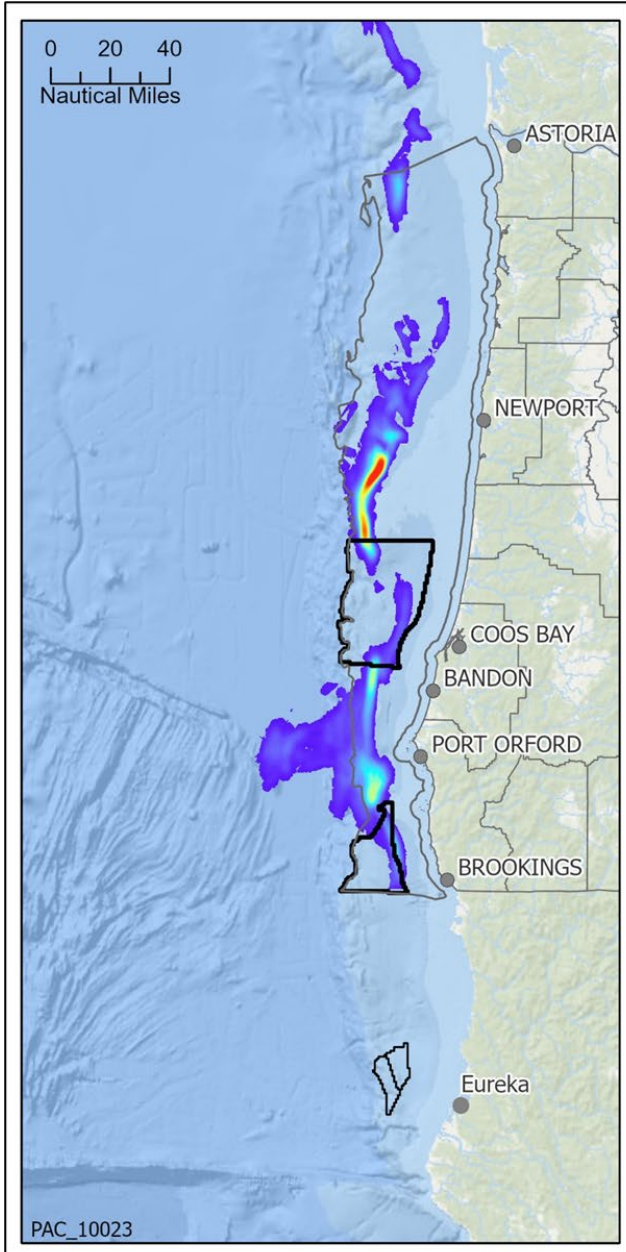 0 20 40
Nautical Miles
ASTORIA
NEWPORT
COOS BAY
BANDON
PORT ORFORD
BROOKINGS
Eureka
PAC_10023